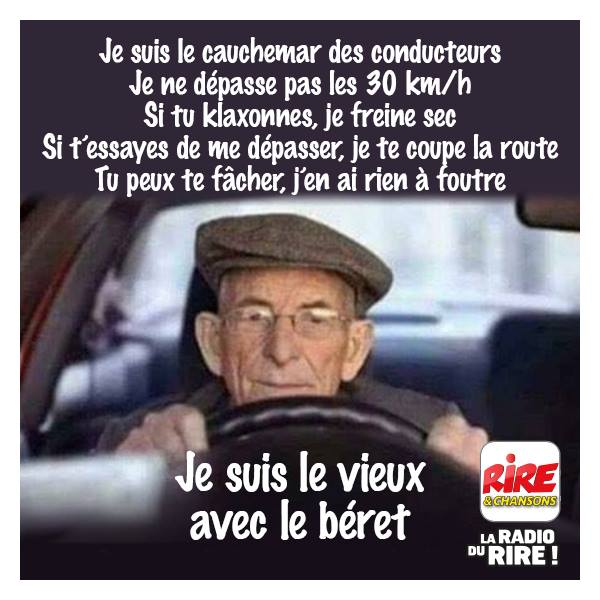 Je suis le cauchemar des conducteurs
Je ne dépasse pas les 30 km/h
Si tu klaxonnes, je freine sec
Si t'essayes de me dépasser, je te coupe la route
Tu peux te fâcher, j'en ai rien à foutre
Je suis le vieux
avec le béret
RIRE
& CHANSONS
LA RADIO
DU RIRE !